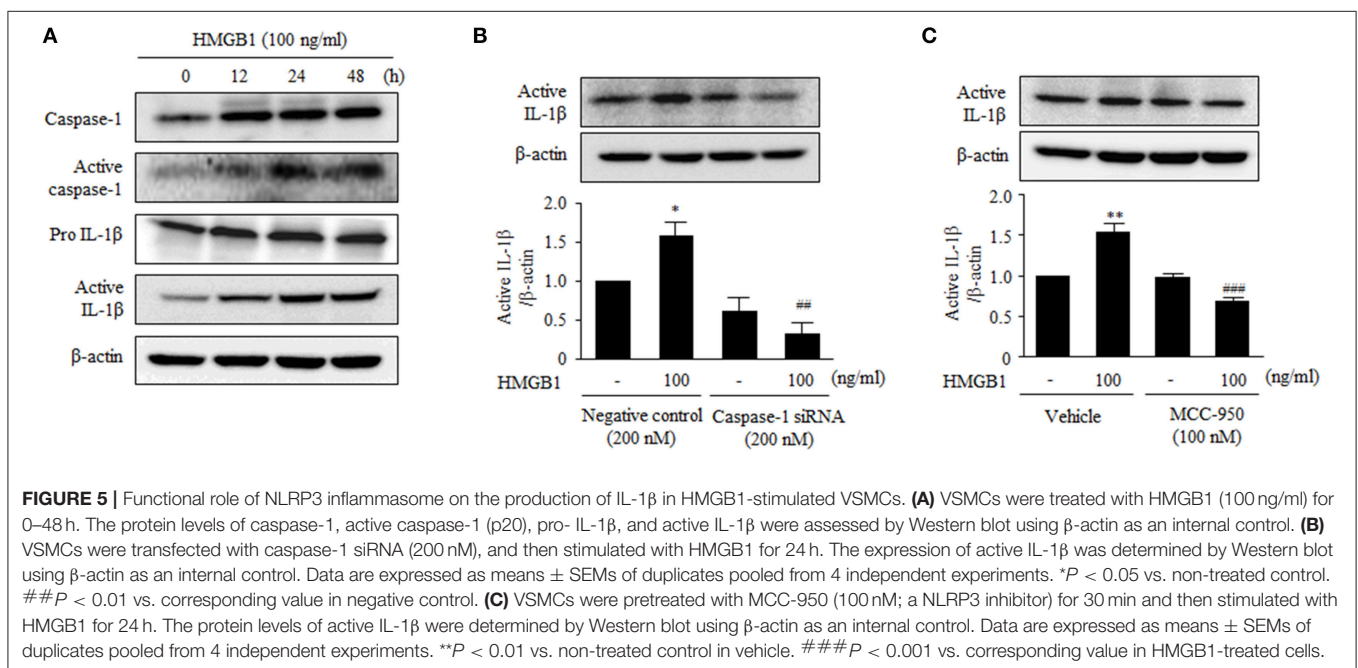 A
HMGB1 (100 ng/ml)
0 12 24 48 (h)
Caspase-1
Active
caspase-1
Pro IL-1β
Active
IL-1β
β-actin
B
Active
IL-1β
β-actin
Active IL-1β
/β-actin
2.0
1.5
1.0
0.5
0
*
##
HMGB1 - 100 - 100 (ng/ml)
Negative control Caspase-1 siRNA
(200 nM) (200 nM)
C
Active
IL-1β
β-actin
Active IL-1β
/β-actin
2.0
1.5
1.0
0.5
0
**
###
HMGB1 - 100 - 100 (ng/ml)
Vehicle MCC-950
(100 nM)
FIGURE 5 | Functional role of NLRP3 inflammasome on the production of IL-1β in HMGB1-stimulated VSMCs. (A) VSMCs were treated with HMGB1 (100 ng/ml) for
0–48 h. The protein levels of caspase-1, active caspase-1 (p20), pro- IL-1β, and active IL-1β were assessed by Western blot using β-actin as an internal control. (B)
VSMCs were transfected with caspase-1 siRNA (200 nM), and then stimulated with HMGB1 for 24 h. The expression of active IL-1β was determined by Western blot
using β-actin as an internal control. Data are expressed as means ± SEMs of duplicates pooled from 4 independent experiments. *P < 0.05 vs. non-treated control.
##P < 0.01 vs. corresponding value in negative control. (C) VSMCs were pretreated with MCC-950 (100 nM; a NLRP3 inhibitor) for 30 min and then stimulated with
HMGB1 for 24 h. The protein levels of active IL-1β were determined by Western blot using β-actin as an internal control. Data are expressed as means ± SEMs of
duplicates pooled from 4 independent experiments. **P < 0.01 vs. non-treated control in vehicle. ###P < 0.001 vs. corresponding value in HMGB1-treated cells.